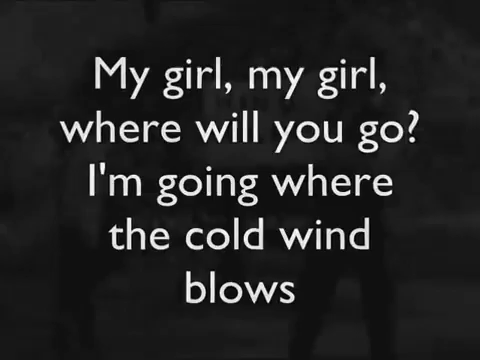 My girl, my girl,
where will you go?
I'm going where
the cold wind
blows